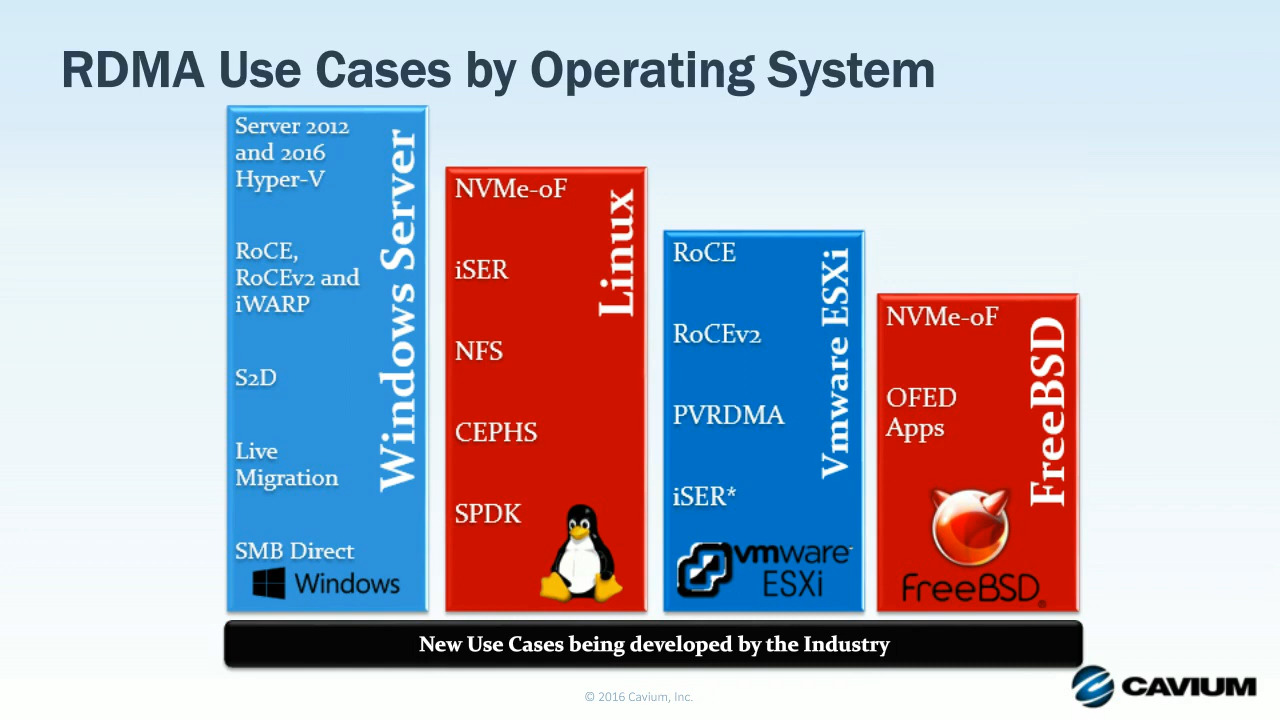 RDMA Use Cases by Operating System
Server 2012
and 2016
Hyper-V
RoCE,
RoCEv2 and
iWARP
S2D
Live
Migration
SMB Direct
Windows Server
Windows
NVMe-oF
iSER
NFS
CEPHS
SPDK
Linux
RoCE
RoCEv2
PVRDMA
iSER*
Vmware ESXi
vmware
ESXi
NVMe-oF
OFED
Apps
FreeBSD
FreeBSD®
New Use Cases being developed by the Industry
© 2016 Cavium, Inc.
CAVIUM